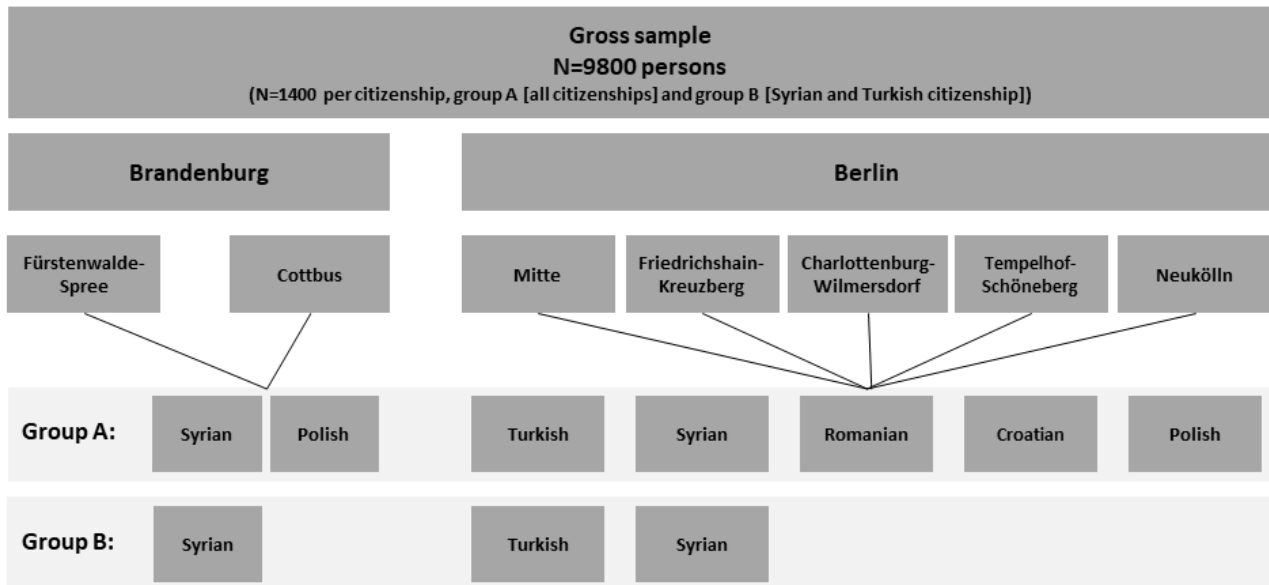 Gross sample
N=9800 persons
(N=1400 per citizenship, group A [all citizenships] and group B [Syrian and Turkish citizenship])
Brandenburg
Berlin
Fürstenwalde-
Spree
Cottbus
Mitte
Friedrichshain-
Kreuzberg
Charlottenburg-
Wilmersdorf
Tempelhof-
Schöneberg
Neukölln
Group A:
Syrian
Polish
Turkish
Syrian
Romanian
Croatian
Polish
Group B:
Syrian
Turkish
Syrian